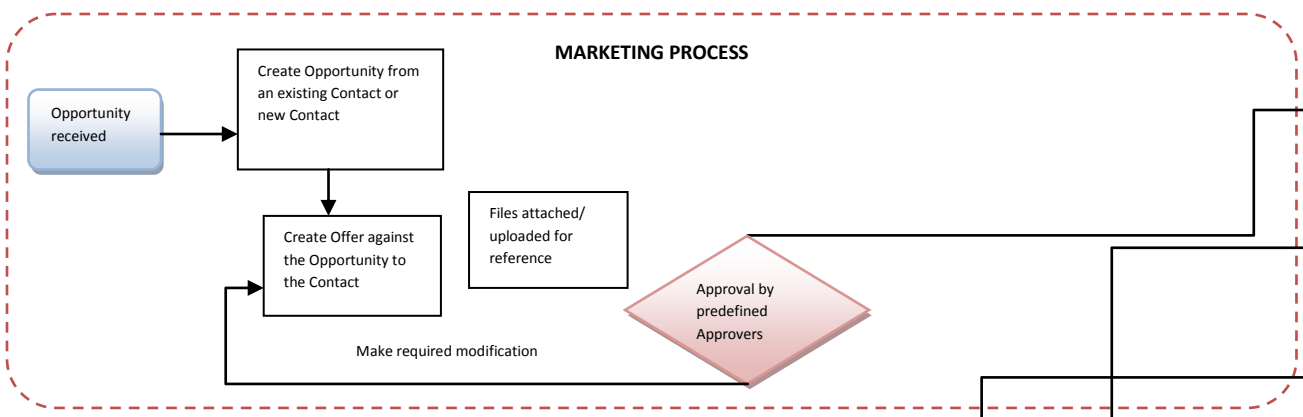 MARKETING PROCESS
Opportunity
received
Create Opportunity from
an existing Contact or
new Contact
Create Offer against
the Opportunity to
the Contact
Files attached/
uploaded for
reference
Approval by
predefined
Approvers
Make required modification